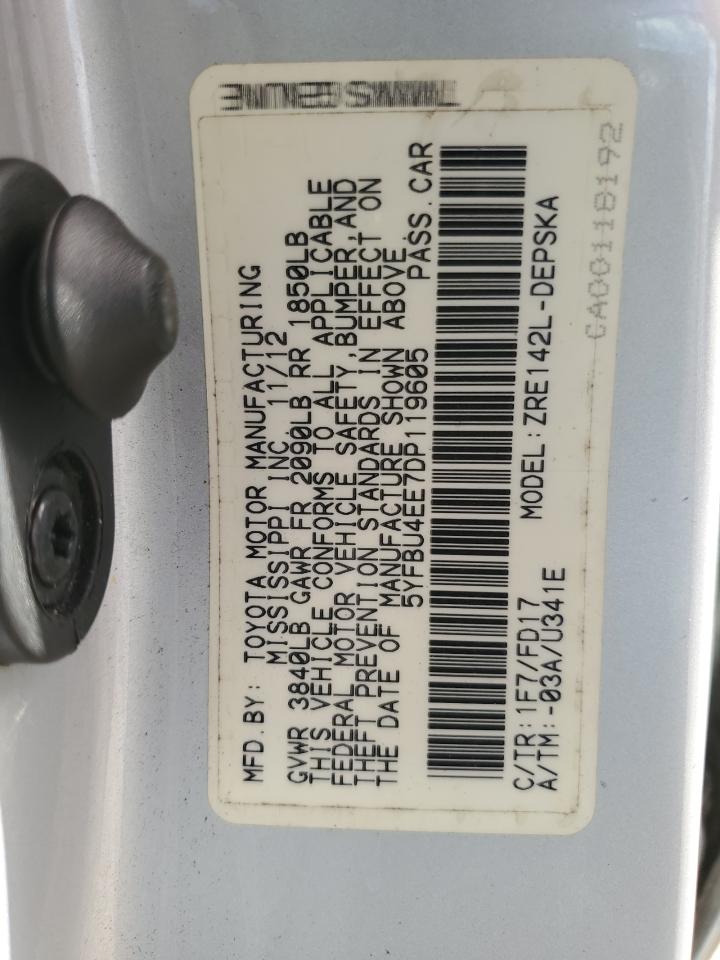 MFD.BY: TOYOTA MOTOR MANUFACTURING
MISSISSIPPI INC 11/12
GVWR 3840LB GAWR FR 2090LB RR 1850LB
THIS VEHICLE CONFORMS TO ALL APPLICABLE
FEDERAL MOTOR VEHICLE SAFETY,BUMPER,AND
THEFT PREVENTION STANDARDS IN EFFECT ON
THE DATE OF MANUFACTURE SHOWN ABOVE.
5YFBU4EE7DP119605 PASS.CAR
C/TR:1F7/FD17 MODEL:ZRE142L-DEPSKA
A/TM:-03A/U341E
CA00118192